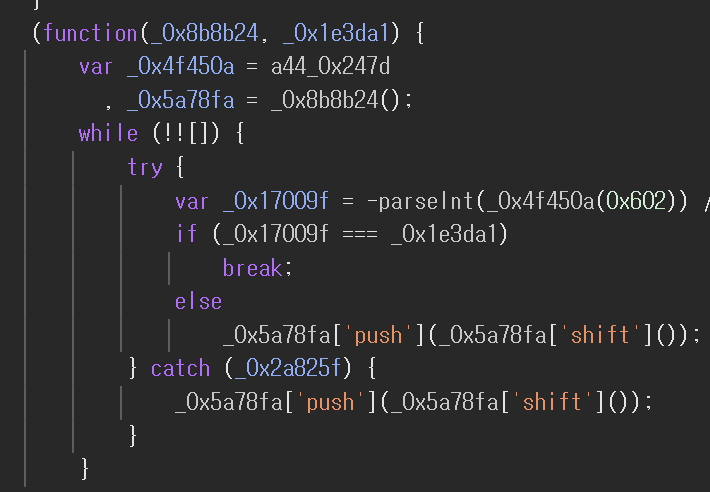 }
(function(_0x8b8b24, _0x1e3da1) {
    var _0x4f450a = a44_0x247d
      , _0x5a78fa = _0x8b8b24();
    while (!![]) {
        try {
            var _0x17009f = -parseInt(_0x4f450a(0x602)) /
            if (_0x17009f === _0x1e3da1)
                break;
            else
                _0x5a78fa['push'](_0x5a78fa['shift']());
        } catch (_0x2a825f) {
            _0x5a78fa['push'](_0x5a78fa['shift']());
        }
    }